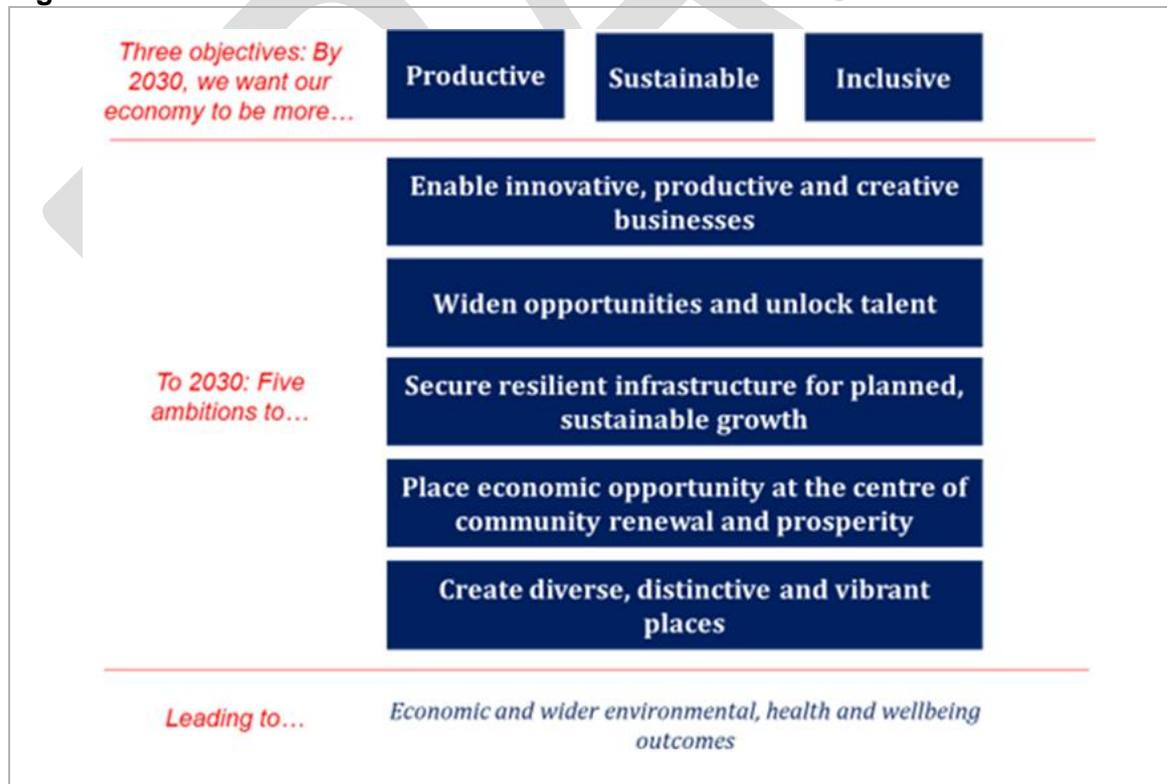 Three objectives: By
2030, we want our
economy to be more…
Productive
Sustainable
Inclusive
Enable innovative, productive and creative
businesses
Widen opportunities and unlock talent
To 2030: Five
ambitions to…
Secure resilient infrastructure for planned,
sustainable growth
Place economic opportunity at the centre of
community renewal and prosperity
Create diverse, distinctive and vibrant
places
Leading to…
Economic and wider environmental, health and wellbeing
outcomes